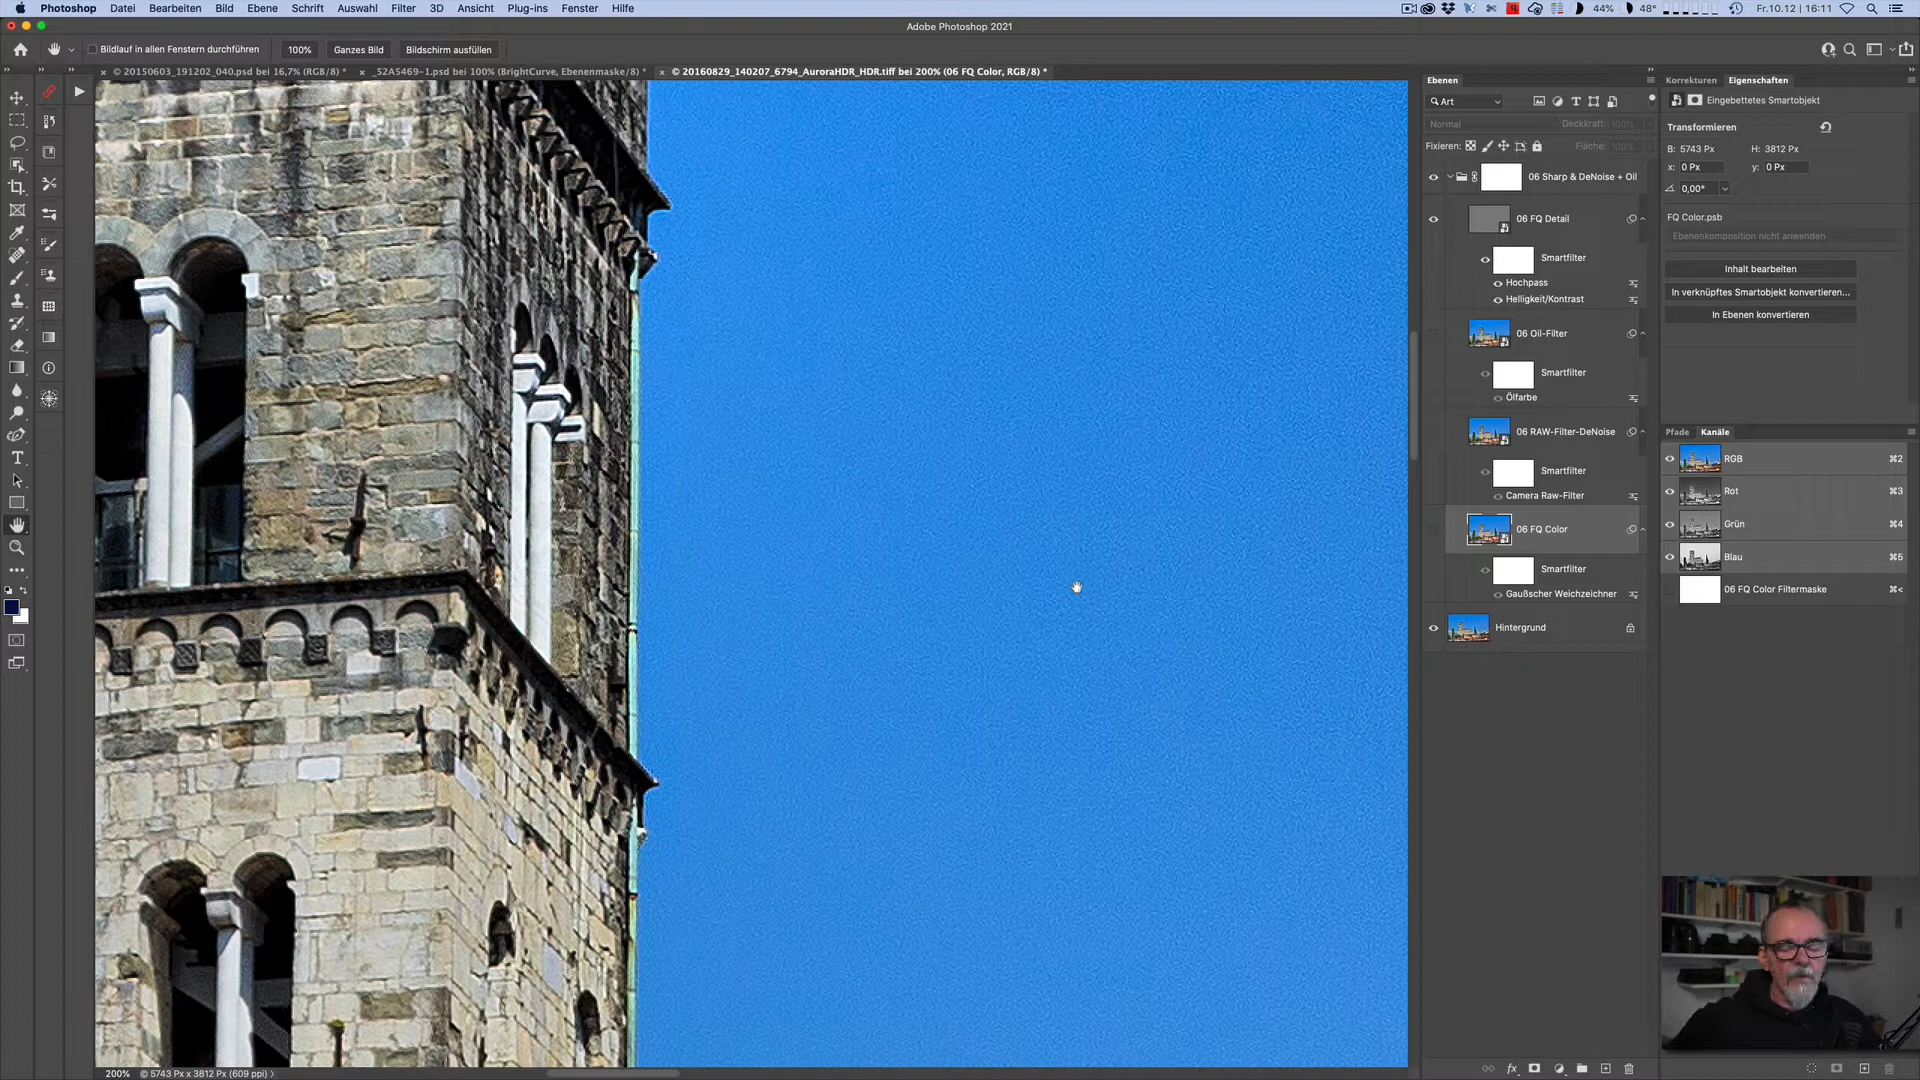 Photoshop Datei Bearbeiten Bild Ebene Schrift Auswahl Filter 3D Ansicht Plug-ins Fenster Hilfe
44% 48° Fr.10.12 | 16:11
Adobe Photoshop 2021
Bildlauf in allen Fenstern durchführen 100% Ganzes Bild Bildschirm ausfüllen
© 20150603_191202_040.psd bei 16,7% (RGB/8) *
_52A5469-1.psd bei 100% (BrightCurve, Ebenenmaske/8) *
© 20160829_140207_6794_AuroraHDR_HDR.tiff bei 200% (06 FQ Color, RGB/8) *
Ebenen
Art
Normal Deckkraft: 100%
Fixieren: Fläche: 100%
06 Sharp & DeNoise + Oil
06 FQ Detail
Smartfilter
Hochpass
Helligkeit/Kontrast
06 Oil-Filter
Smartfilter
Ölfarbe
06 RAW-Filter-DeNoise
Smartfilter
Camera Raw-Filter
06 FQ Color
Smartfilter
Gaußscher Weichzeichner
Hintergrund
fx
Korrekturen Eigenschaften
Eingebettetes Smartobjekt
Transformieren
B: 5743 Px H: 3812 Px
x: 0 Px y: 0 Px
0,00°
FQ Color.psb
Ebenenkomposition nicht anwenden
Inhalt bearbeiten
In verknüpftes Smartobjekt konvertieren...
In Ebenen konvertieren
Pfade Kanäle
RGB ⌘2
Rot ⌘3
Grün ⌘4
Blau ⌘5
06 FQ Color Filtermaske ⌘<
200% © 5743 Px x 3812 Px (609 ppi)